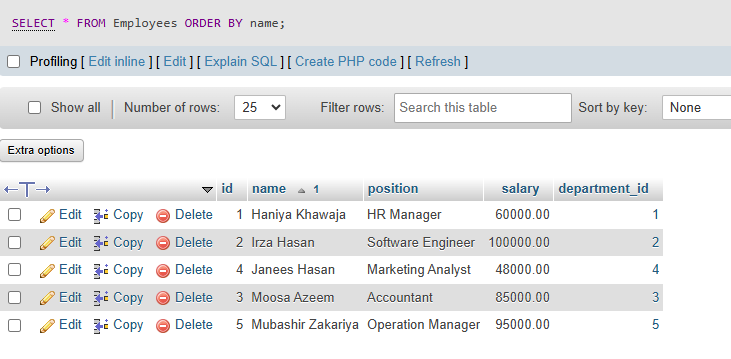 SELECT * FROM Employees ORDER BY name;
Profiling [ Edit inline ] [ Edit ] [ Explain SQL ] [ Create PHP code ] [ Refresh ]
Show all Number of rows: 25 Filter rows: Search this table Sort by key: None
Extra options
id name 1 position salary department_id
Edit Copy Delete 1 Haniya Khawaja HR Manager 60000.00 1
Edit Copy Delete 2 Irza Hasan Software Engineer 100000.00 2
Edit Copy Delete 4 Janees Hasan Marketing Analyst 48000.00 4
Edit Copy Delete 3 Moosa Azeem Accountant 85000.00 3
Edit Copy Delete 5 Mubashir Zakariya Operation Manager 95000.00 5